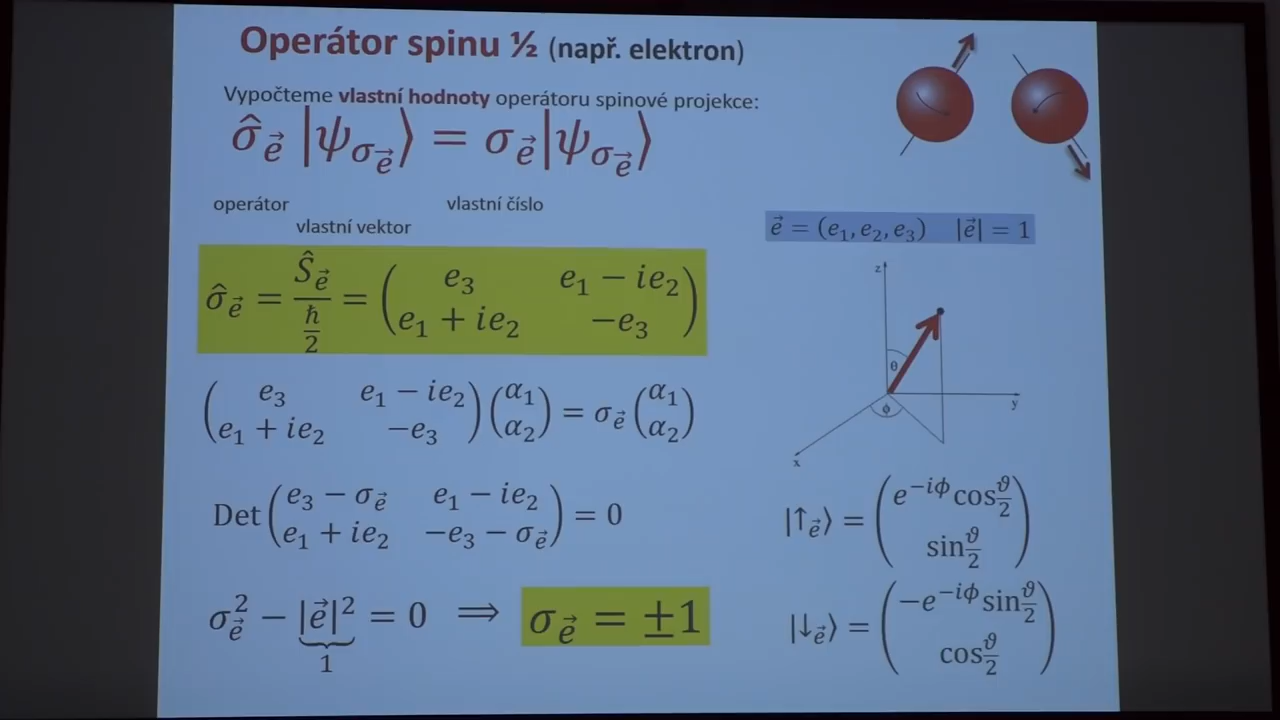 Operátor spinu ½ (např. elektron)
Vypočteme vlastní hodnoty operátoru spinové projekce:
σ̂_e⃗ |ψ_σe⃗⟩ = σ_e⃗ |ψ_σe⃗⟩
operátor
vlastní číslo
vlastní vektor
e⃗ = (e₁, e₂, e₃) |e⃗| = 1
σ̂_e⃗ = Ŝ_e⃗ / (ħ/2) = ( e₃ e₁ − ie₂
e₁ + ie₂ −e₃ )
z
θ
ϕ
y
x
( e₃ e₁ − ie₂
e₁ + ie₂ −e₃ ) ( α₁
α₂ ) = σ_e⃗ ( α₁
α₂ )
Det ( e₃ − σ_e⃗ e₁ − ie₂
e₁ + ie₂ −e₃ − σ_e⃗ ) = 0
|↑_e⃗⟩ = ( e^{−iϕ} cos ϑ/2
sin ϑ/2 )
σ_e⃗² − |e⃗|² = 0 ⟹ σ_e⃗ = ±1
1
|↓_e⃗⟩ = ( −e^{−iϕ} sin ϑ/2
cos ϑ/2 )